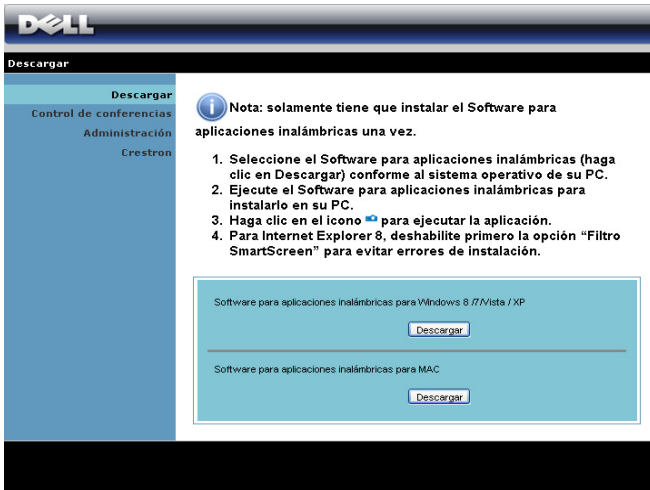 DELL
Descargar
Descargar
Control de conferencias
Administración
Crestron
Nota: solamente tiene que instalar el Software para
aplicaciones inalámbricas una vez.
1. Seleccione el Software para aplicaciones inalámbricas (haga
clic en Descargar) conforme al sistema operativo de su PC.
2. Ejecute el Software para aplicaciones inalámbricas para
instalarlo en su PC.
3. Haga clic en el icono para ejecutar la aplicación.
4. Para Internet Explorer 8, deshabilite primero la opción “Filtro
SmartScreen” para evitar errores de instalación.
Software para aplicaciones inalámbricas para Windows 8 /7/Vista / XP
Descargar
Software para aplicaciones inalámbricas para MAC
Descargar